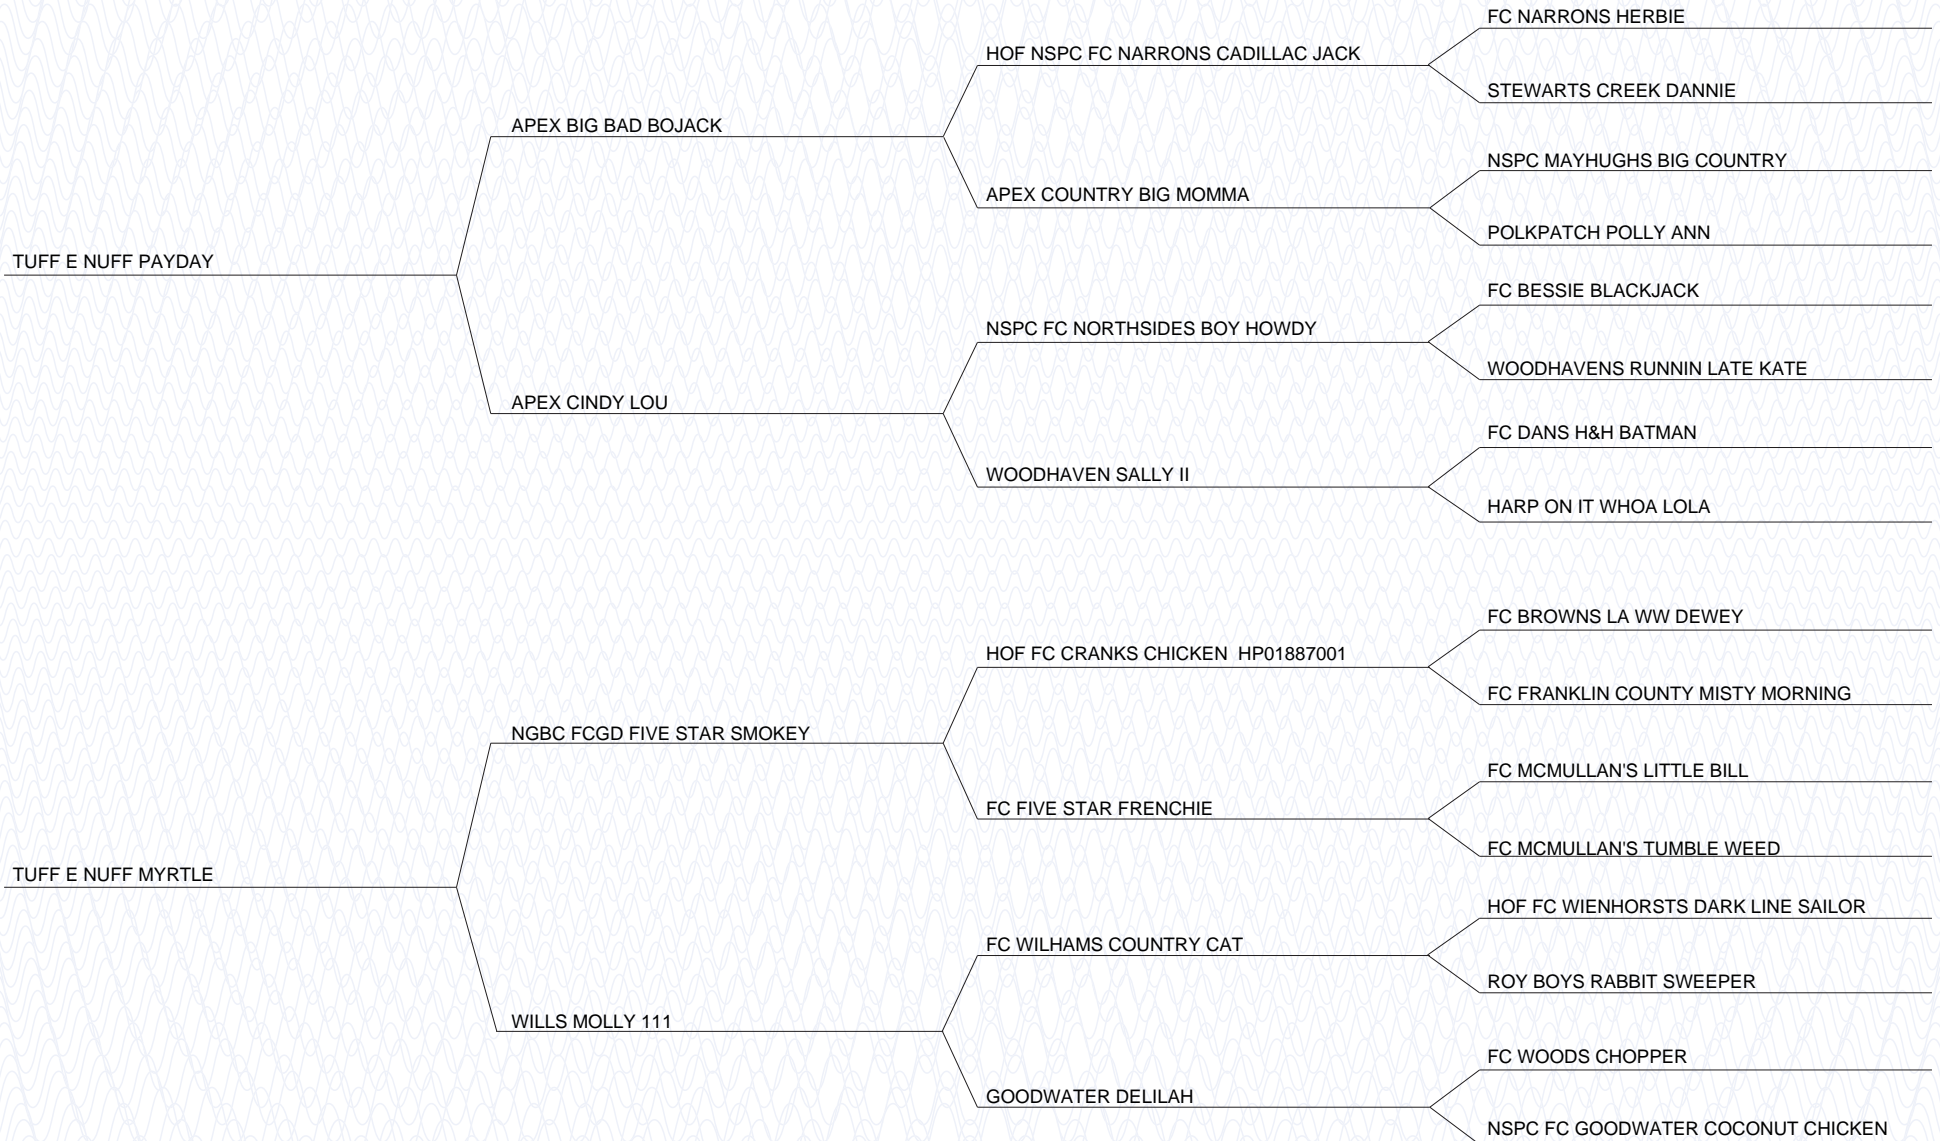 FC NARRONS HERBIE
HOF NSPC FC NARRONS CADILLAC JACK
STEWARTS CREEK DANNIE
APEX BIG BAD BOJACK
NSPC MAYHUGHS BIG COUNTRY
APEX COUNTRY BIG MOMMA
POLKPATCH POLLY ANN
TUFF E NUFF PAYDAY
FC BESSIE BLACKJACK
NSPC FC NORTHSIDES BOY HOWDY
WOODHAVENS RUNNIN LATE KATE
APEX CINDY LOU
FC DANS H&H BATMAN
WOODHAVEN SALLY II
HARP ON IT WHOA LOLA
FC BROWNS LA WW DEWEY
HOF FC CRANKS CHICKEN  HP01887001
FC FRANKLIN COUNTY MISTY MORNING
NGBC FCGD FIVE STAR SMOKEY
FC MCMULLAN'S LITTLE BILL
FC FIVE STAR FRENCHIE
FC MCMULLAN'S TUMBLE WEED
TUFF E NUFF MYRTLE
HOF FC WIENHORSTS DARK LINE SAILOR
FC WILHAMS COUNTRY CAT
ROY BOYS RABBIT SWEEPER
WILLS MOLLY 111
FC WOODS CHOPPER
GOODWATER DELILAH
NSPC FC GOODWATER COCONUT CHICKEN